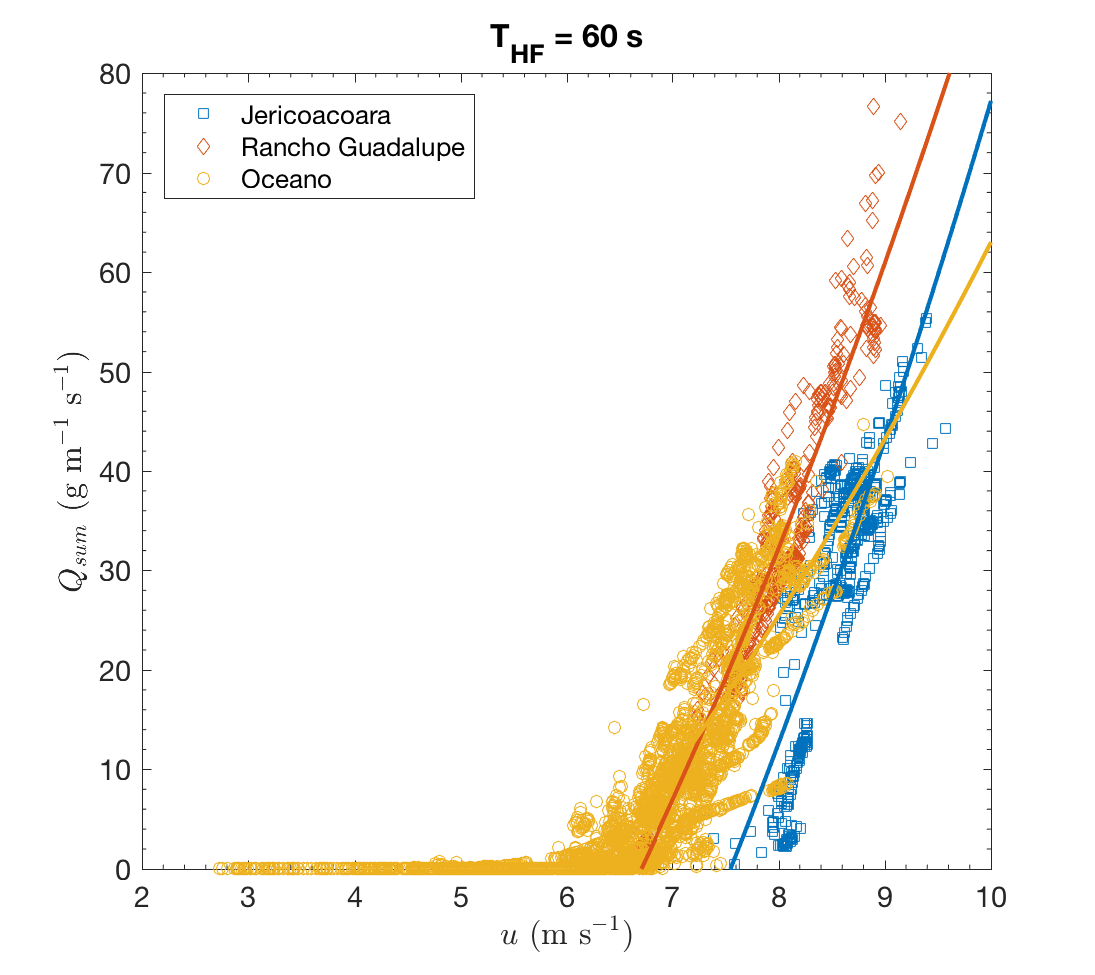 T_HF = 60 s
80
70
60
50
40
30
20
10
0
Q_sum (g m⁻¹ s⁻¹)
Jericoacoara
Rancho Guadalupe
Oceano
2 3 4 5 6 7 8 9 10
u (m s⁻¹)